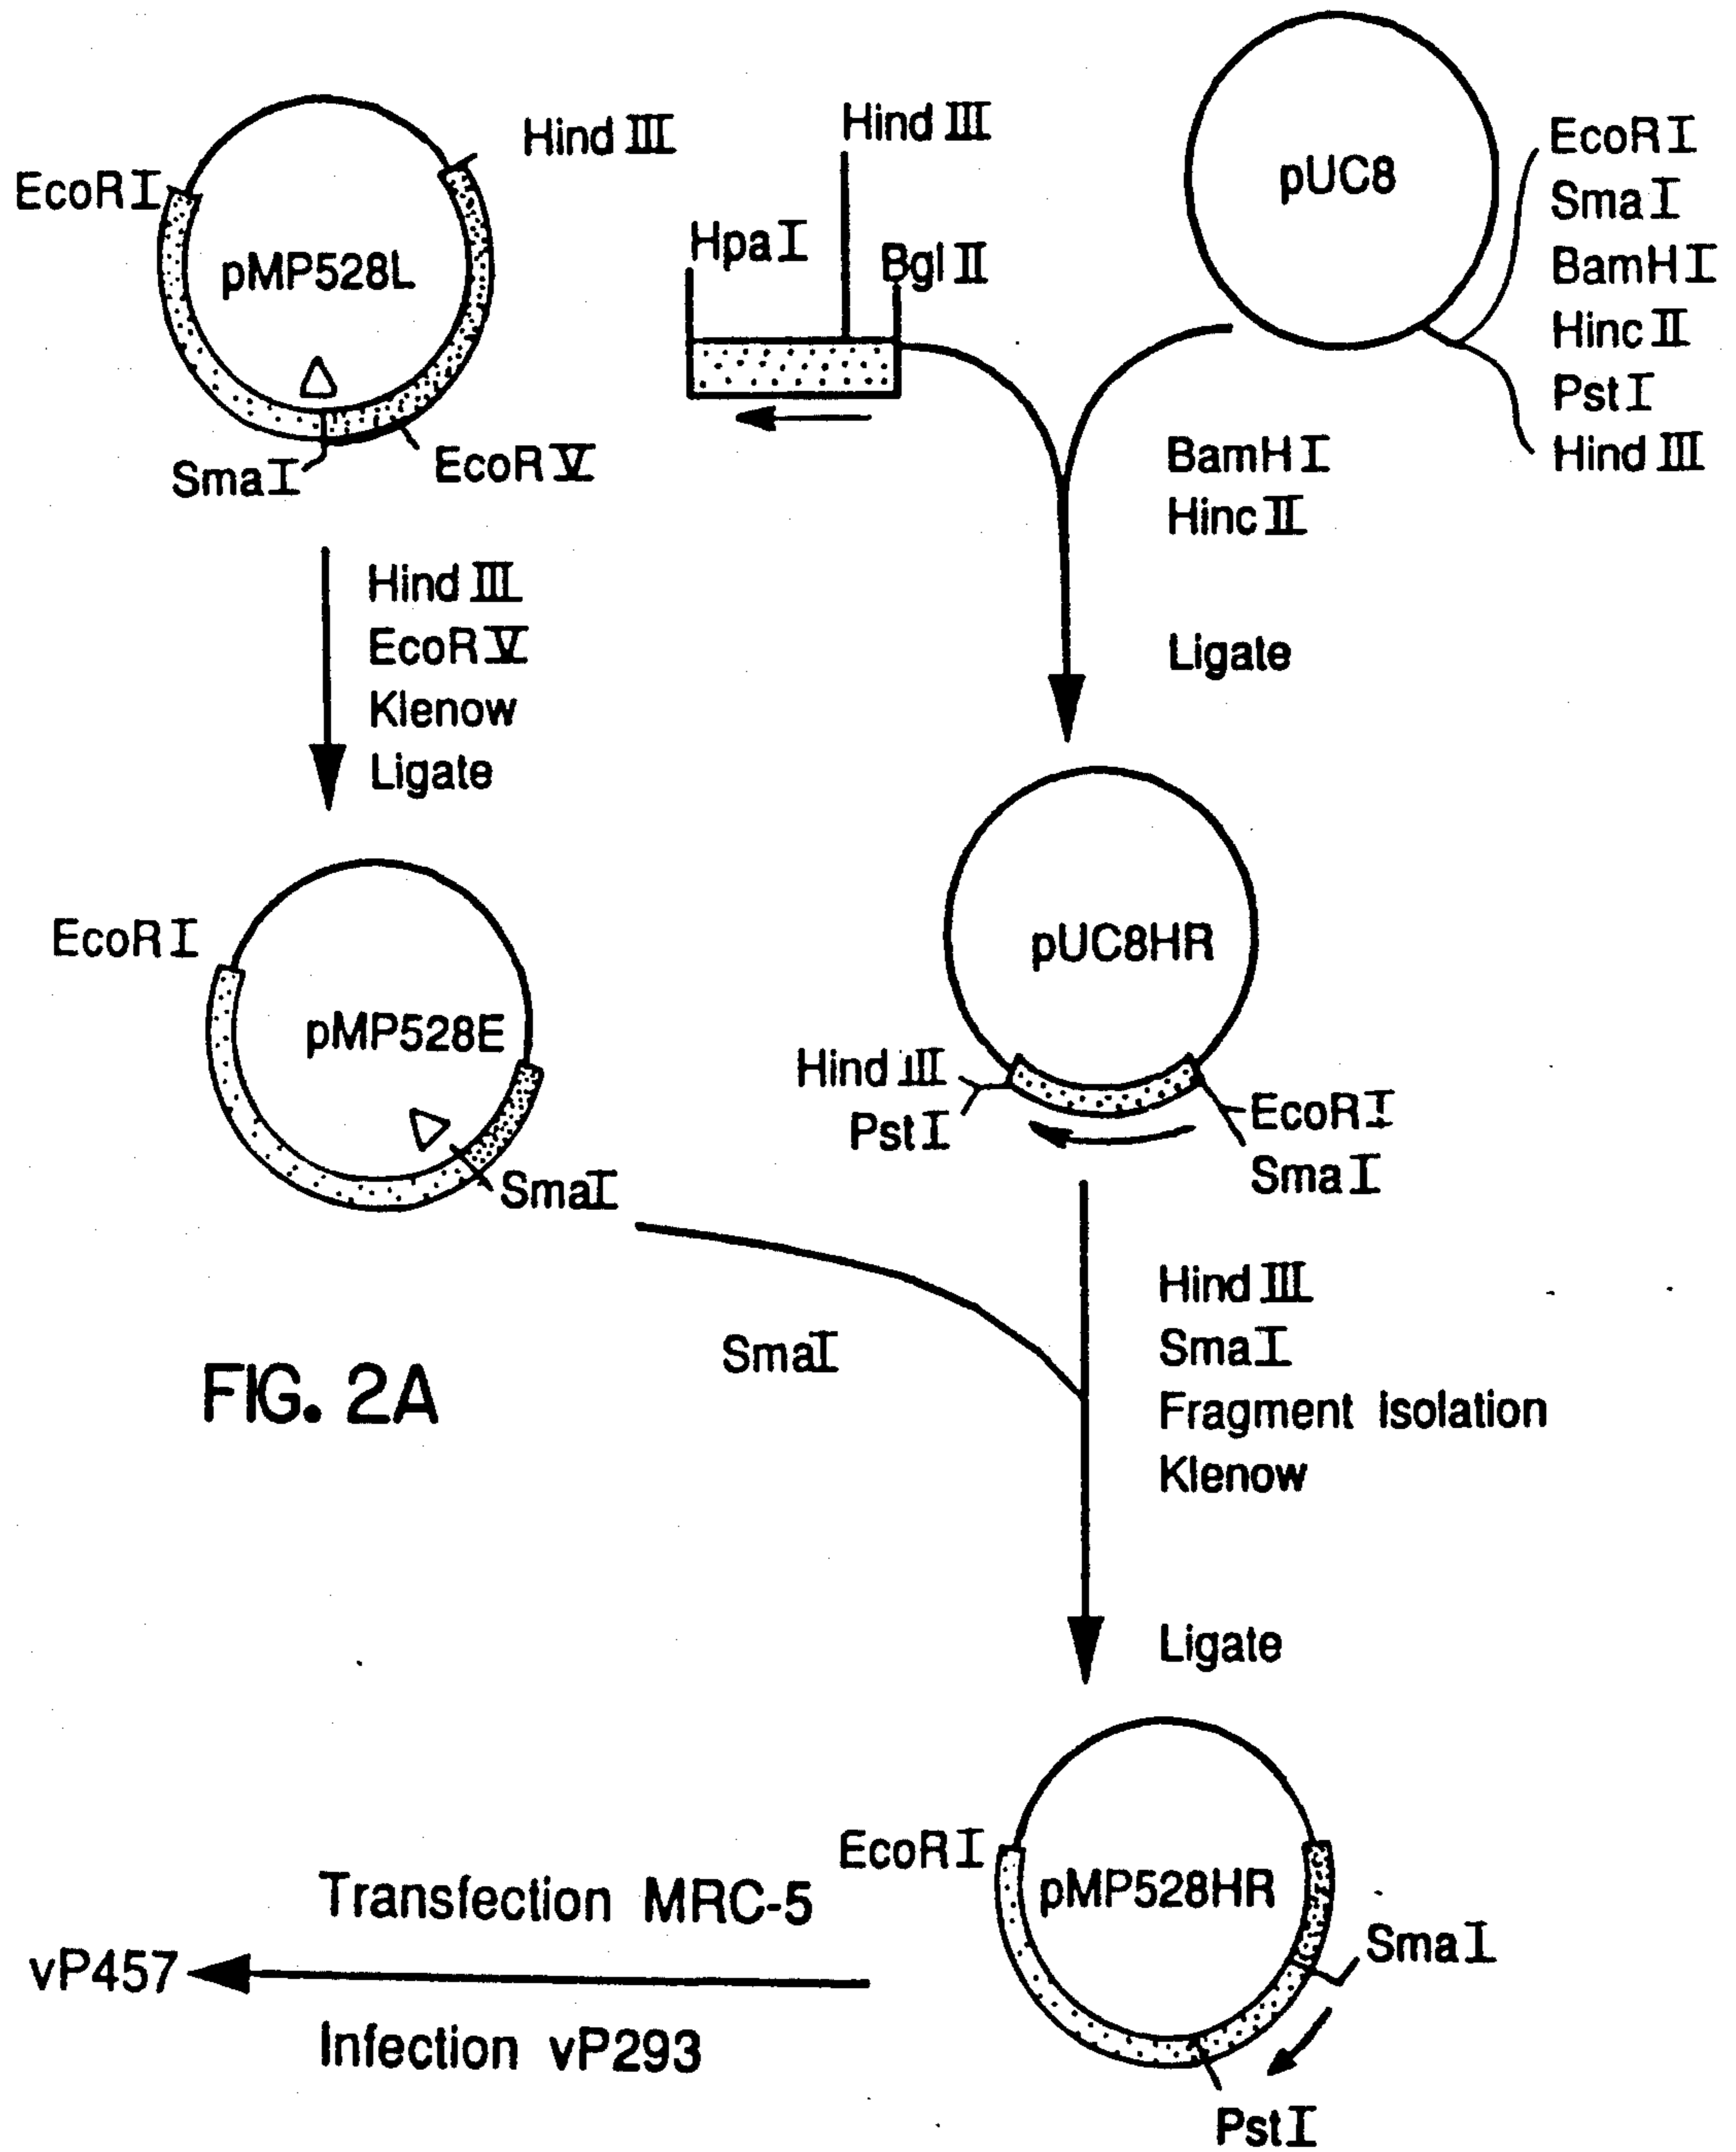 Hind III
EcoR I
pMP528L
Sma I
EcoR V
Hind III
Hpa I
Bgl II
pUC8
EcoR I
Sma I
BamH I
Hinc II
Pst I
Hind III
BamH I
Hinc II
Ligate
Hind III
EcoR V
Klenow
Ligate
EcoR I
pMP528E
Sma I
pUC8HR
Hind III
Pst I
EcoR I
Sma I
Sma I
Hind III
Sma I
Fragment isolation
Klenow
Ligate
FIG. 2A
EcoR I
pMP528HR
Sma I
Pst I
Transfection MRC-5
vP457
Infection vP293